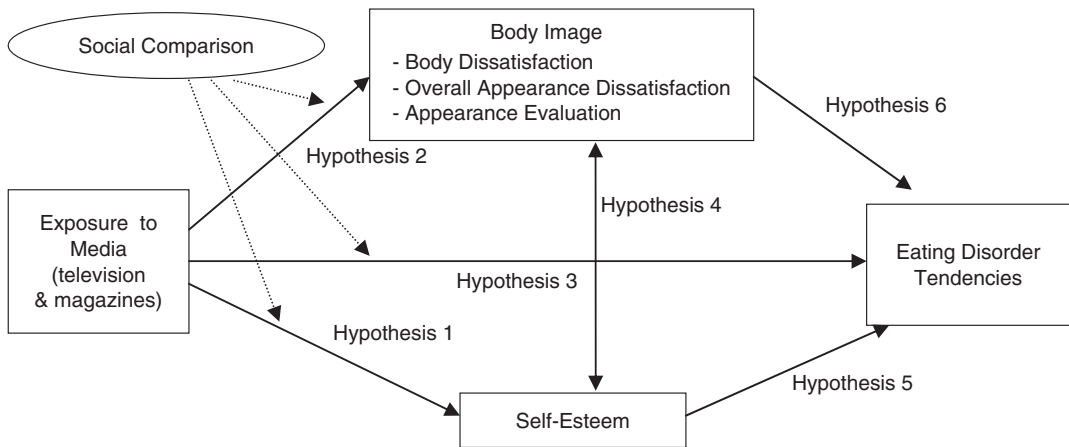 Social Comparison
Body Image
- Body Dissatisfaction
- Overall Appearance Dissatisfaction
- Appearance Evaluation
Hypothesis 6
Hypothesis 2
Exposure to
Media
(television
& magazines)
Hypothesis 4
Eating Disorder
Tendencies
Hypothesis 3
Hypothesis 1
Hypothesis 5
Self-Esteem